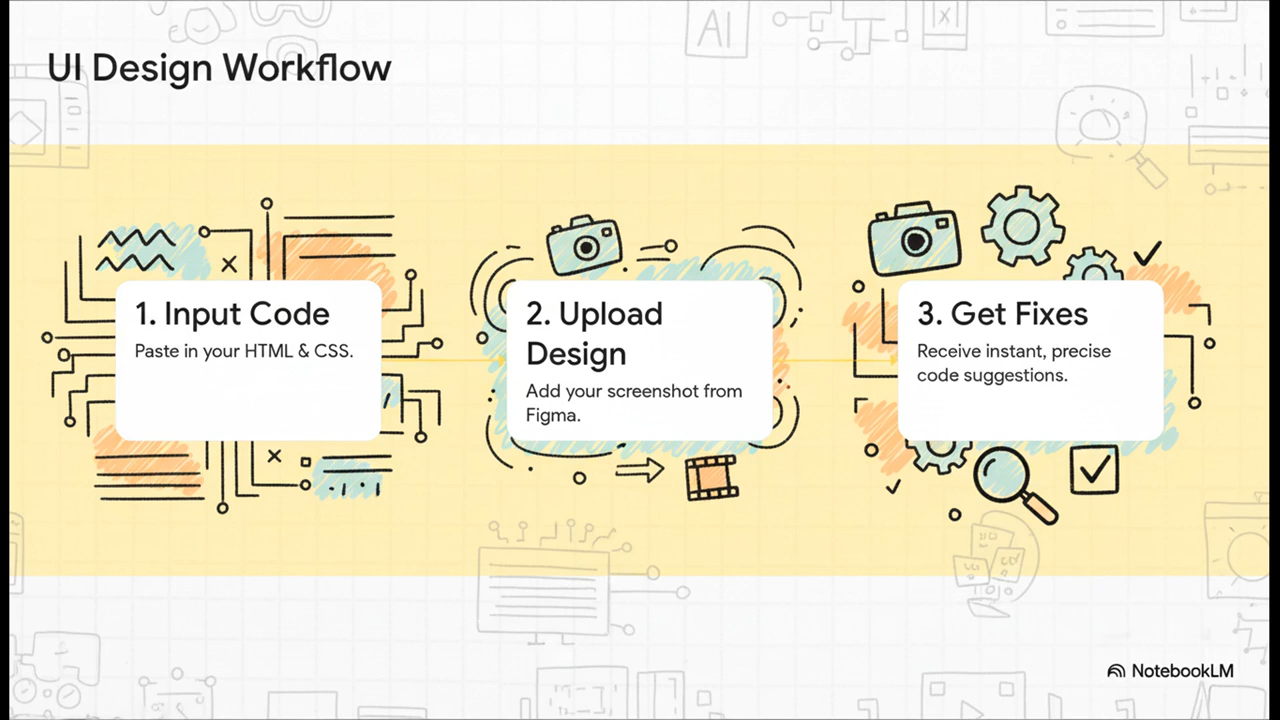 AI
UI Design Workflow
1. Input Code
Paste in your HTML & CSS.
2. Upload
Design
Add your screenshot from
Figma.
3. Get Fixes
Receive instant, precise
code suggestions.
NotebookLM